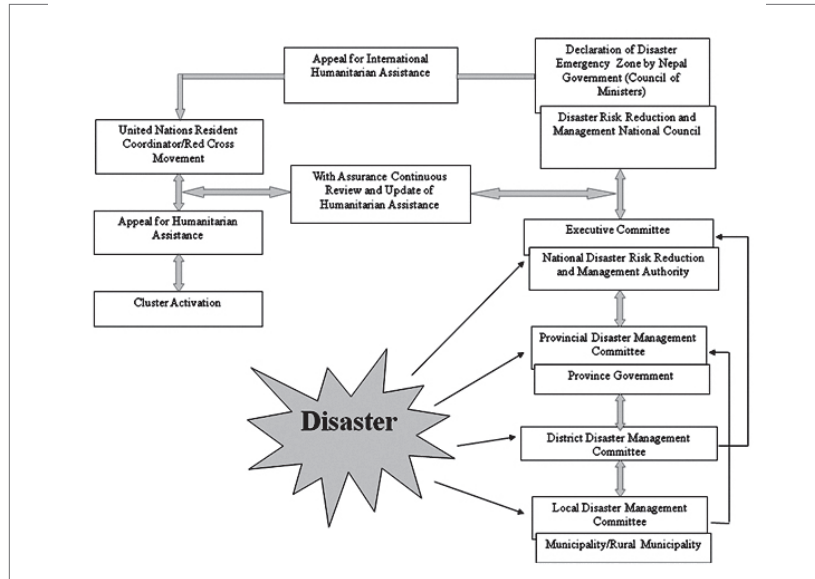 Appeal for International
Humanitarian Assistance
Declaration of Disaster
Emergency Zone by Nepal
Government (Council of
Ministers)
Disaster Risk Reduction and
Management National Council
United Nations Resident
Coordinator/Red Cross
Movement
With Assurance Continuous
Review and Update of
Humanitarian Assistance
Appeal for Humanitarian
Assistance
Executive Committee
National Disaster Risk Reduction
and Management Authority
Cluster Activation
Provincial Disaster Management
Committee
Province Government
Disaster
District Disaster Management
Committee
Local Disaster Management
Committee
Municipality/Rural Municipality